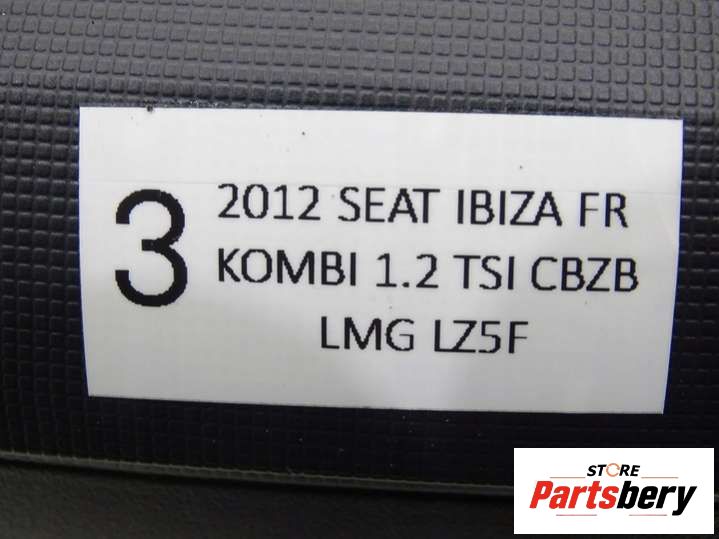 3
2012 SEAT IBIZA FR
KOMBI 1.2 TSI CBZB
LMG LZ5F
STORE
Partsbery